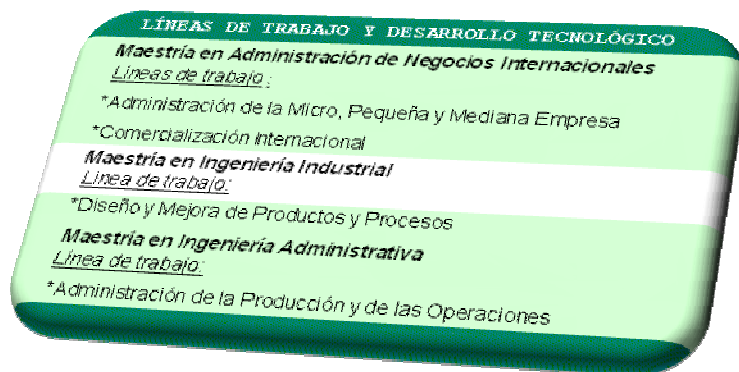 LÍNEAS DE TRABAJO Y DESARROLLO TECNOLÓGICO
Maestría en Administración de Negocios Internacionales
Líneas de trabajo :
*Administración de la Micro, Pequeña y Mediana Empresa
*Comercialización Internacional
Maestría en Ingeniería Industrial
Línea de trabajo:
*Diseño y Mejora de Productos y Procesos
Maestría en Ingeniería Administrativa
Línea de trabajo:
*Administración de la Producción y de las Operaciones